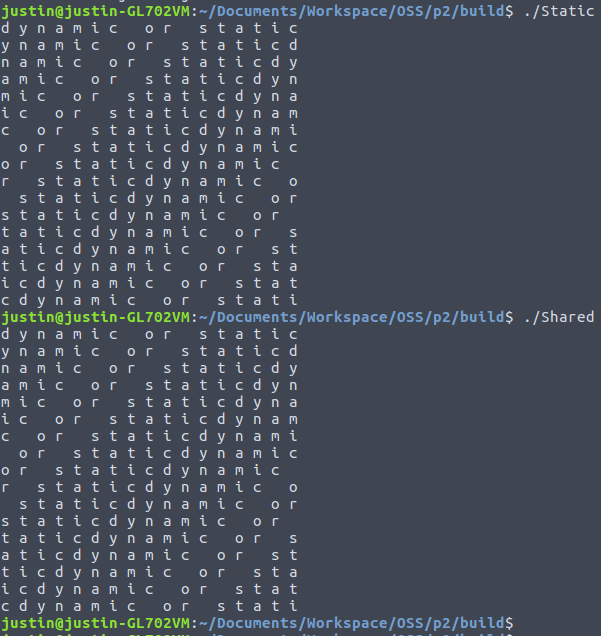 justin@justin-GL702VM:~/Documents/Workspace/OSS/p2/build$ ./Static
d y n a m i c   o r   s t a t i c
y n a m i c   o r   s t a t i c d
n a m i c   o r   s t a t i c d y
a m i c   o r   s t a t i c d y n
m i c   o r   s t a t i c d y n a
i c   o r   s t a t i c d y n a m
c   o r   s t a t i c d y n a m i
  o r   s t a t i c d y n a m i c
o r   s t a t i c d y n a m i c
r   s t a t i c d y n a m i c   o
  s t a t i c d y n a m i c   o r
s t a t i c d y n a m i c   o r
t a t i c d y n a m i c   o r   s
a t i c d y n a m i c   o r   s t
t i c d y n a m i c   o r   s t a
i c d y n a m i c   o r   s t a t
c d y n a m i c   o r   s t a t i
justin@justin-GL702VM:~/Documents/Workspace/OSS/p2/build$ ./Shared
d y n a m i c   o r   s t a t i c
y n a m i c   o r   s t a t i c d
n a m i c   o r   s t a t i c d y
a m i c   o r   s t a t i c d y n
m i c   o r   s t a t i c d y n a
i c   o r   s t a t i c d y n a m
c   o r   s t a t i c d y n a m i
  o r   s t a t i c d y n a m i c
o r   s t a t i c d y n a m i c
r   s t a t i c d y n a m i c   o
  s t a t i c d y n a m i c   o r
s t a t i c d y n a m i c   o r
t a t i c d y n a m i c   o r   s
a t i c d y n a m i c   o r   s t
t i c d y n a m i c   o r   s t a
i c d y n a m i c   o r   s t a t
c d y n a m i c   o r   s t a t i
justin@justin-GL702VM:~/Documents/Workspace/OSS/p2/build$